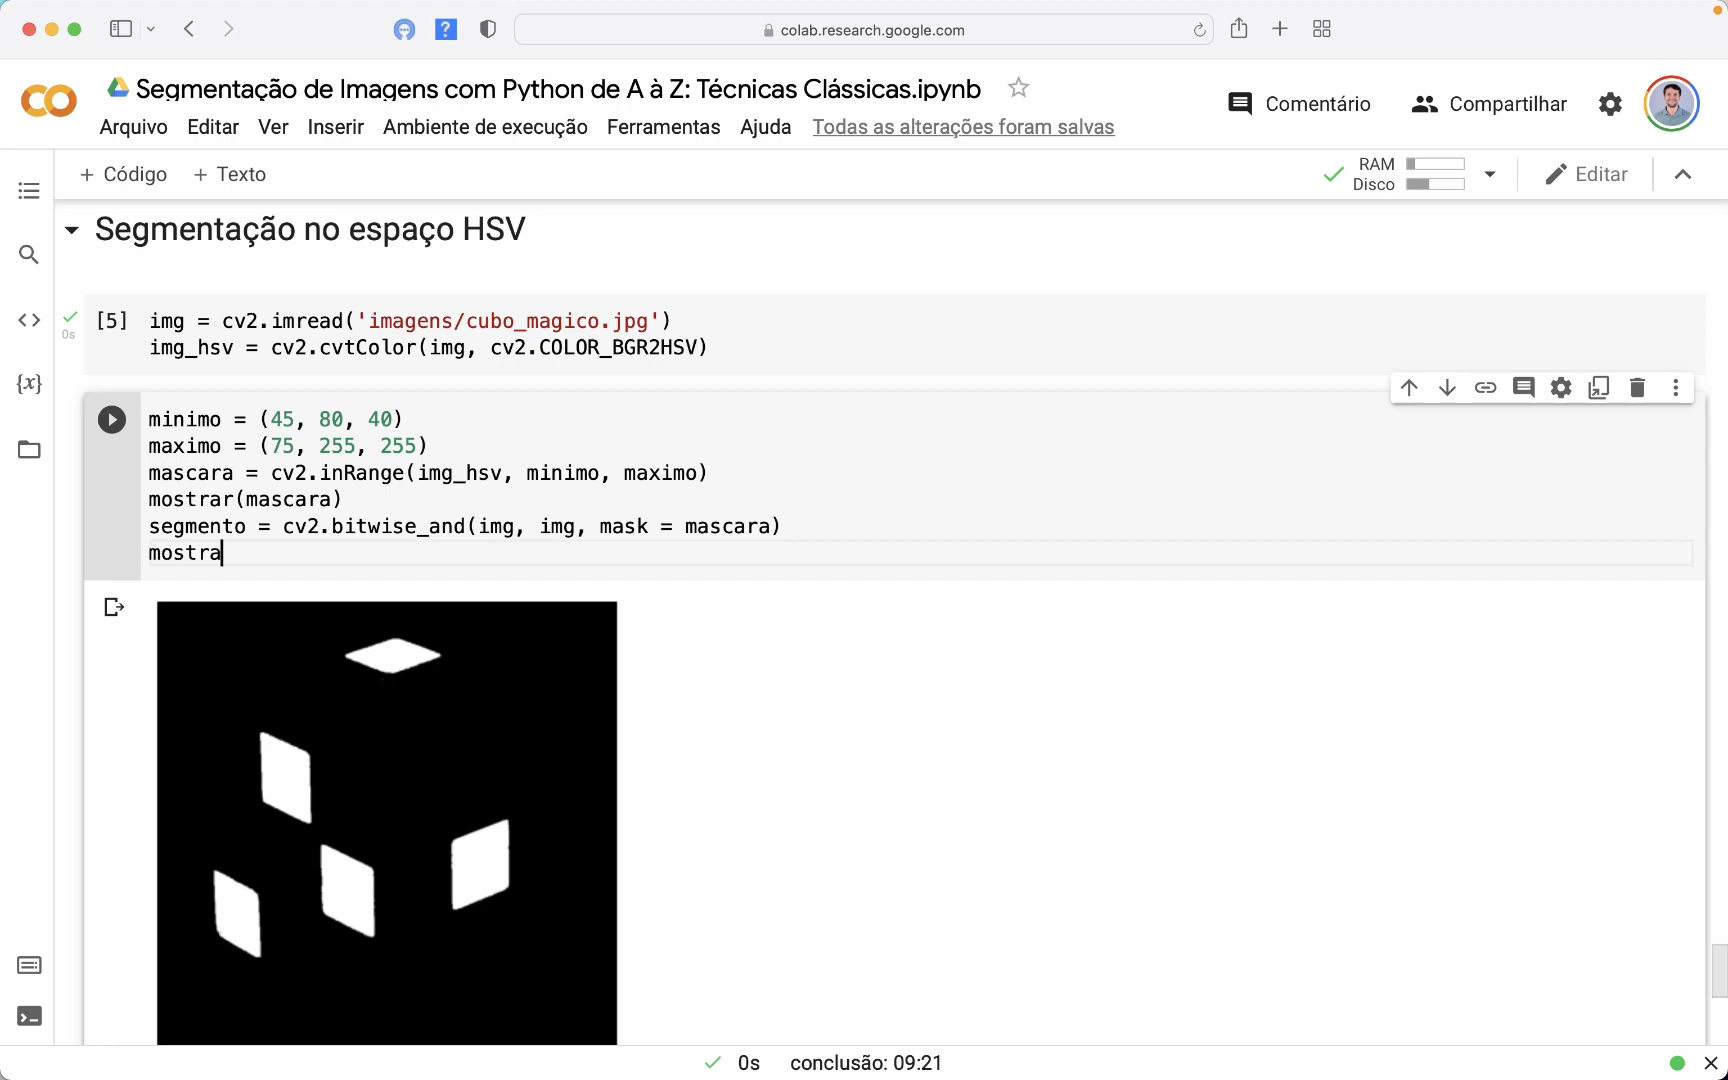 colab.research.google.com
Segmentação de Imagens com Python de A à Z: Técnicas Clássicas.ipynb
Comentário
Compartilhar
Arquivo Editar Ver Inserir Ambiente de execução Ferramentas Ajuda Todas as alterações foram salvas
+ Código + Texto
RAM
Disco
Editar
Segmentação no espaço HSV
[5] img = cv2.imread('imagens/cubo_magico.jpg')
0s
img_hsv = cv2.cvtColor(img, cv2.COLOR_BGR2HSV)
minimo = (45, 80, 40)
maximo = (75, 255, 255)
mascara = cv2.inRange(img_hsv, minimo, maximo)
mostrar(mascara)
segmento = cv2.bitwise_and(img, img, mask = mascara)
mostra
0s conclusão: 09:21